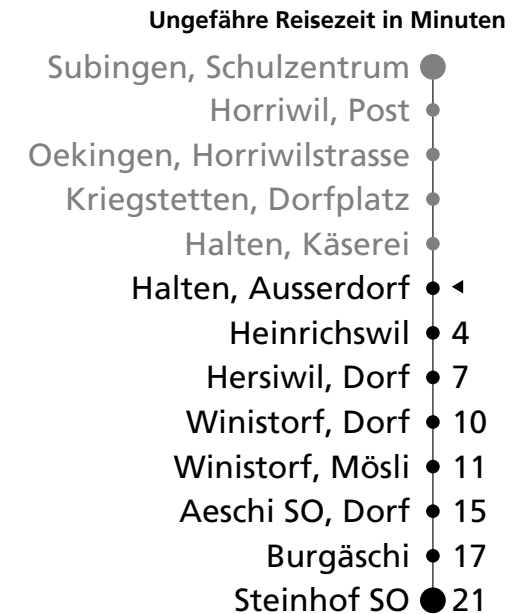 Ungefähre Reisezeit in Minuten
Subingen, Schulzentrum
Horriwil, Post
Oekingen, Horriwilstrasse
Kriegstetten, Dorfplatz
Halten, Käserei
Halten, Ausserdorf
Heinrichswil 4
Hersiwil, Dorf 7
Winistorf, Dorf 10
Winistorf, Mösli 11
Aeschi SO, Dorf 15
Burgäschi 17
Steinhof SO 21